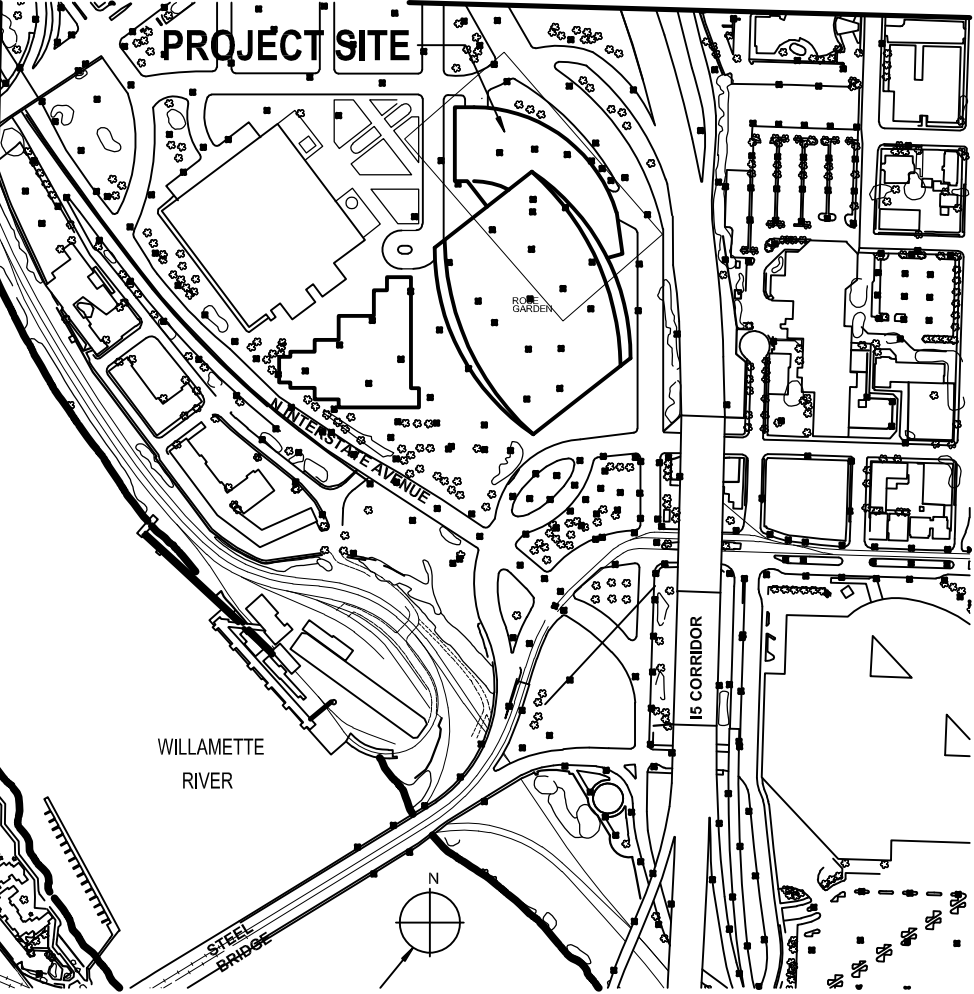 PROJECT SITE
ROSE
GARDEN
N INTERSTATE AVENUE
I5 CORRIDOR
WILLAMETTE
RIVER
N
STEEL
BRIDGE